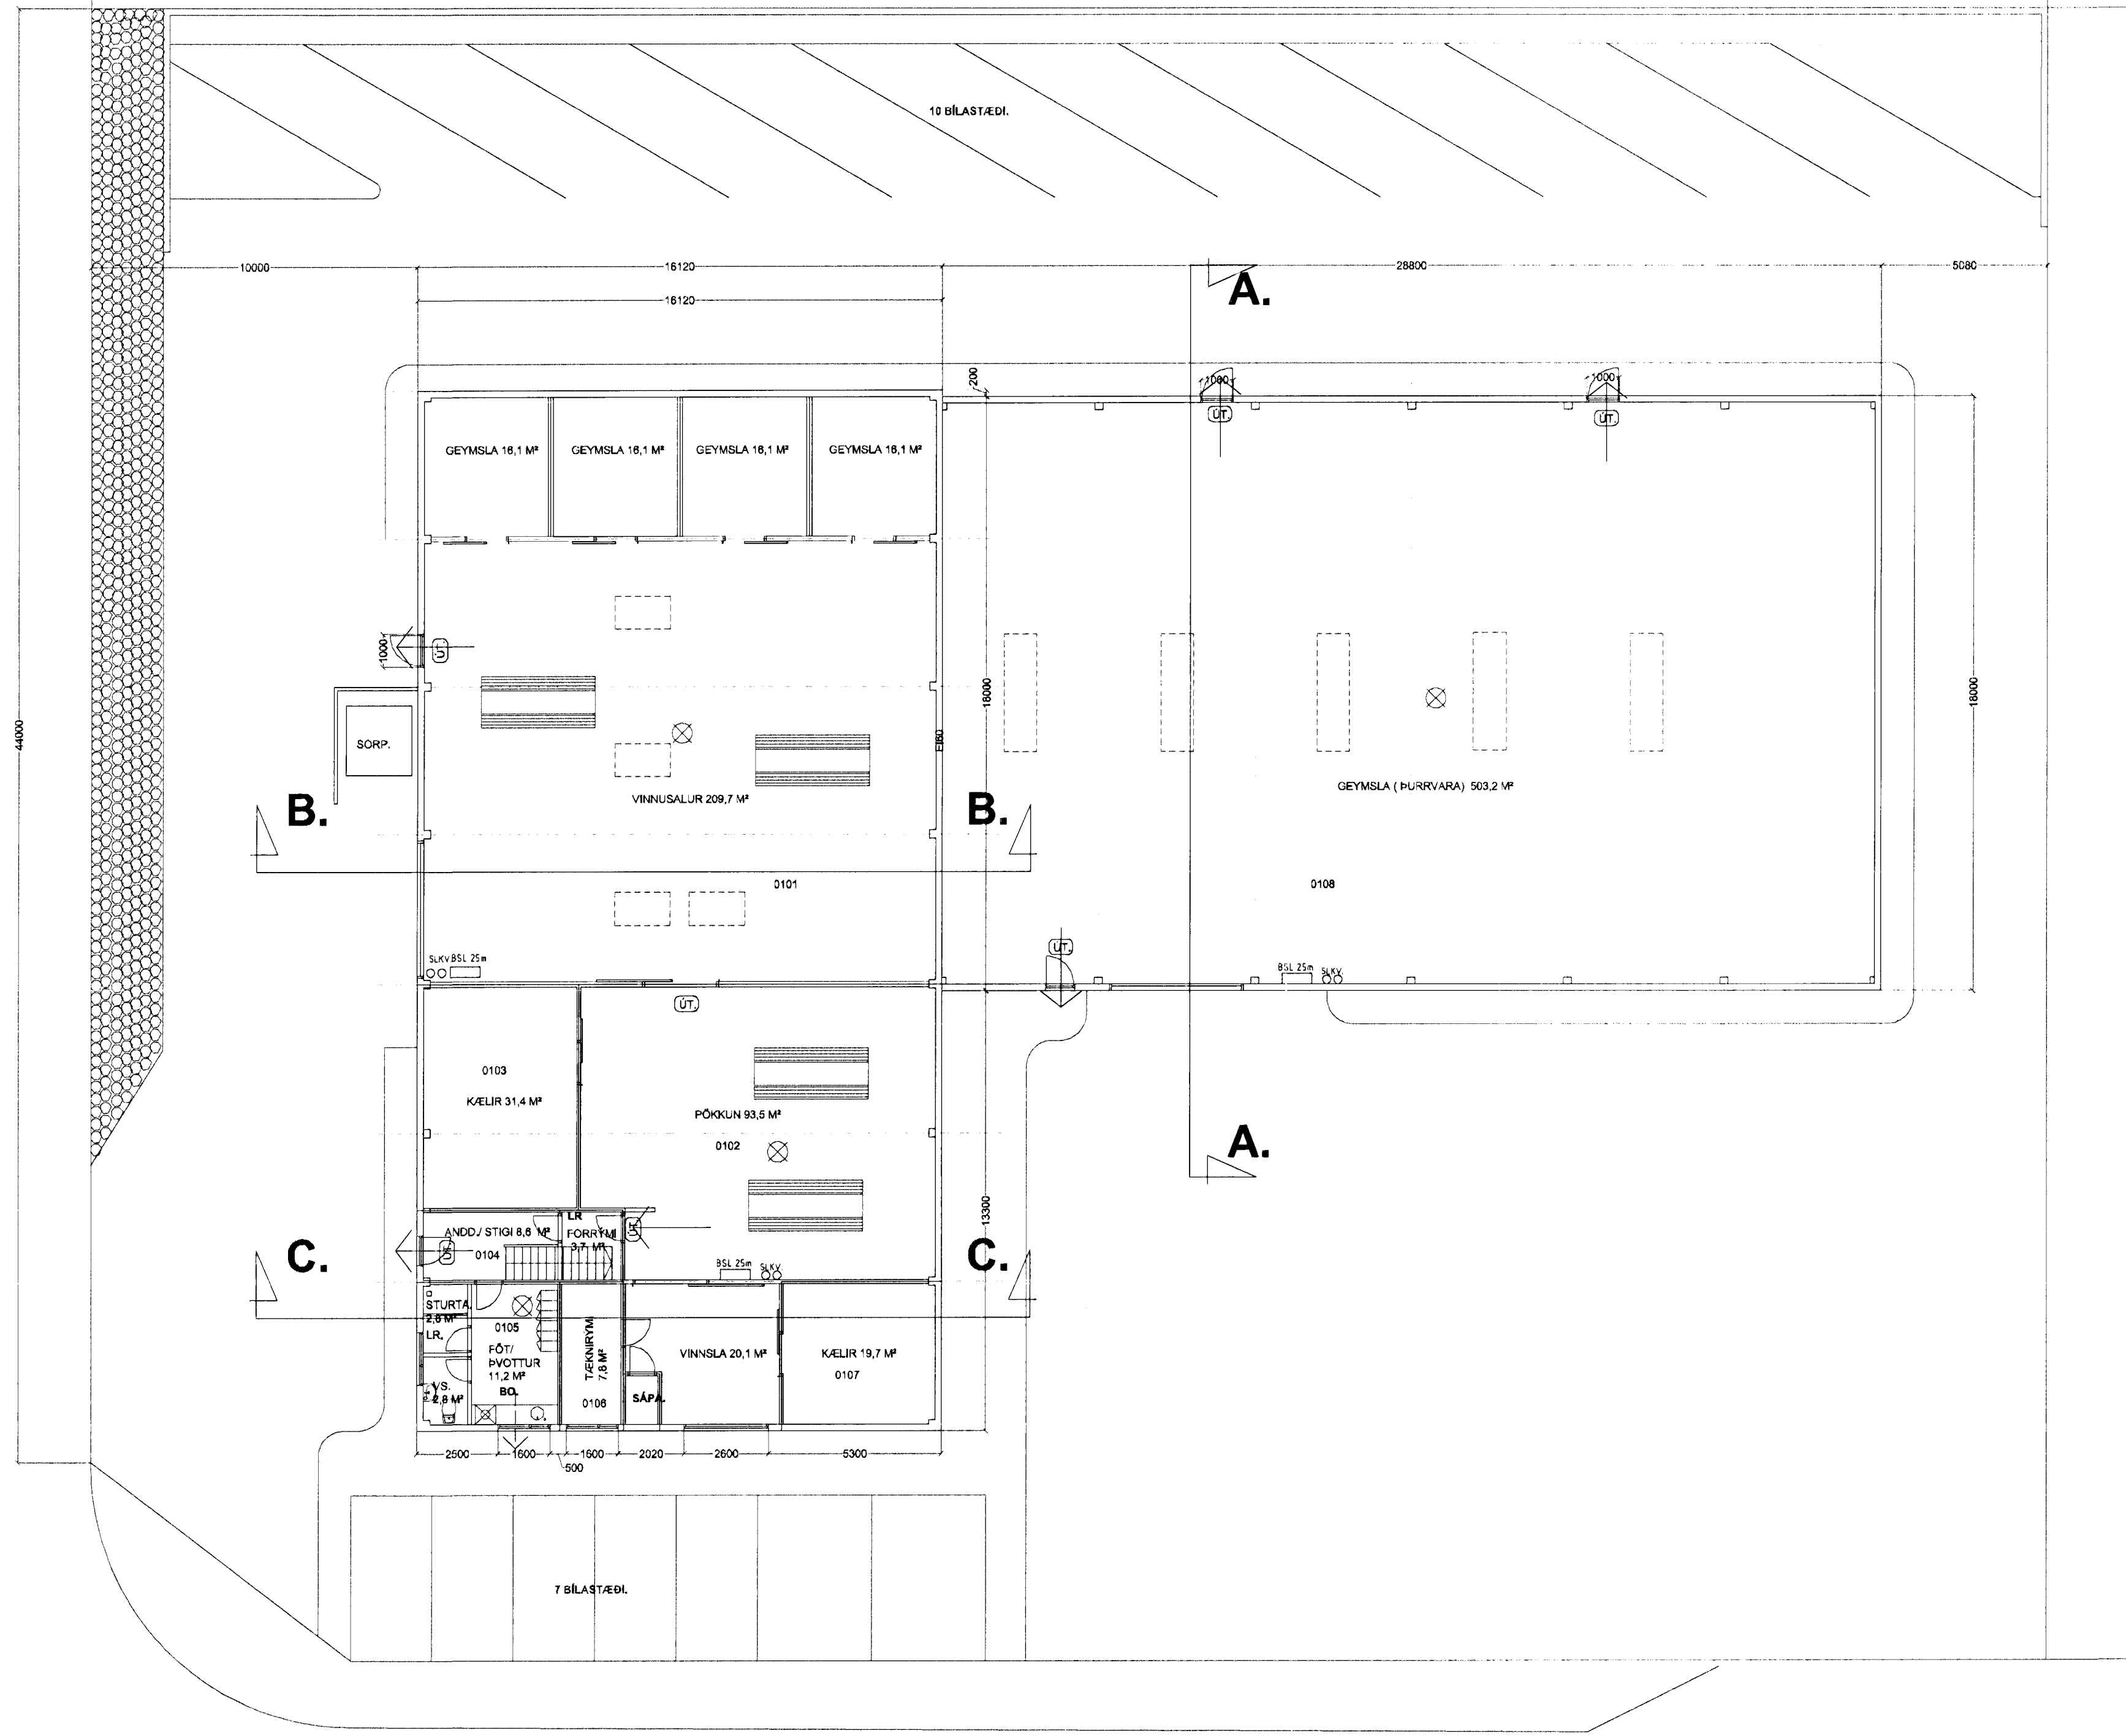 10 BÍLASTÆÐI.
10000
16120
28800
5080
A.
16120
200
1000
1000
ÚT.
ÚT.
GEYMSLA 16,1 M²
GEYMSLA 16,1 M²
GEYMSLA 16,1 M²
GEYMSLA 16,1 M²
1000
ÚT.
44000
18000
18000
SORP.
EI60
GEYMSLA ( ÞURRVARA) 503,2 M²
VINNUSALUR 209,7 M²
B.
B.
0101
0108
ÚT.
SLKV.
BSL 25m
BSL 25m
SLKV.
ÚT.
0103
KÆLIR 31,4 M²
PÖKKUN 93,5 M²
0102
A.
13300
LR
ANDD./ STIGI 8,6 M²
FORRÝMI
3,7 M²
ÚT.
ÚT.
0104
C.
C.
BSL 25m
SLKV.
STURTA.
2,8 M²
LR.
0105
FÖT/
ÞVOTTUR
11,2 M²
BO.
TÆKNIRÝMI
7,8 M²
0106
VINNSLA 20,1 M²
KÆLIR 19,7 M²
0107
VS.
2,8 M²
SÁPA.
2500
1600
500
1600
2020
2600
5300
7 BÍLASTÆÐI.